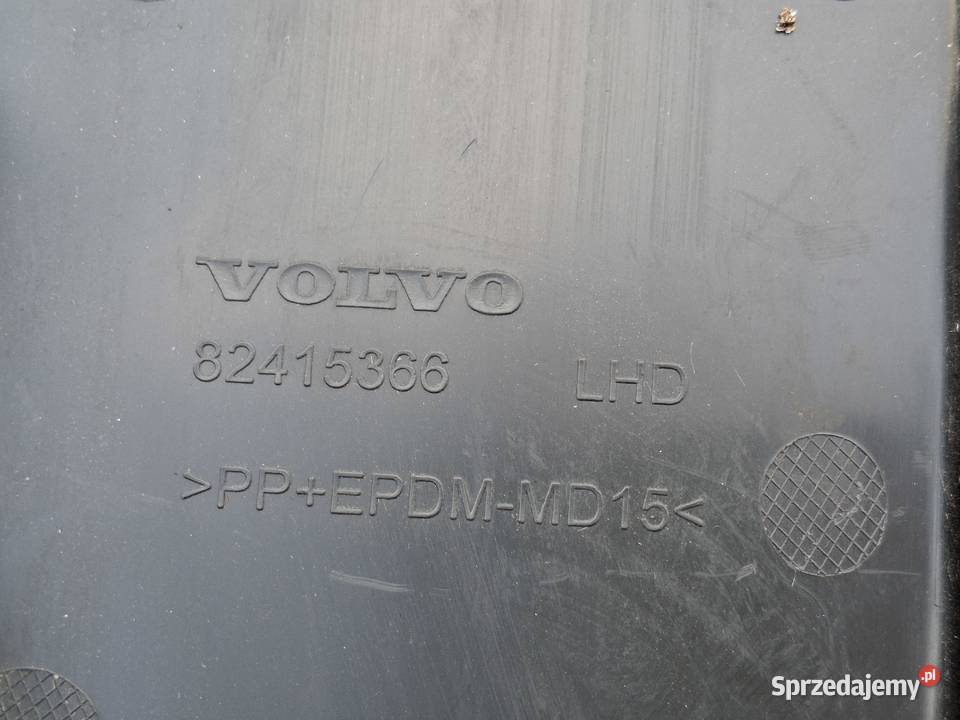 VOLVO
82415366 LHD
>PP+EPDM-MD15<
Sprzedajemy.pl